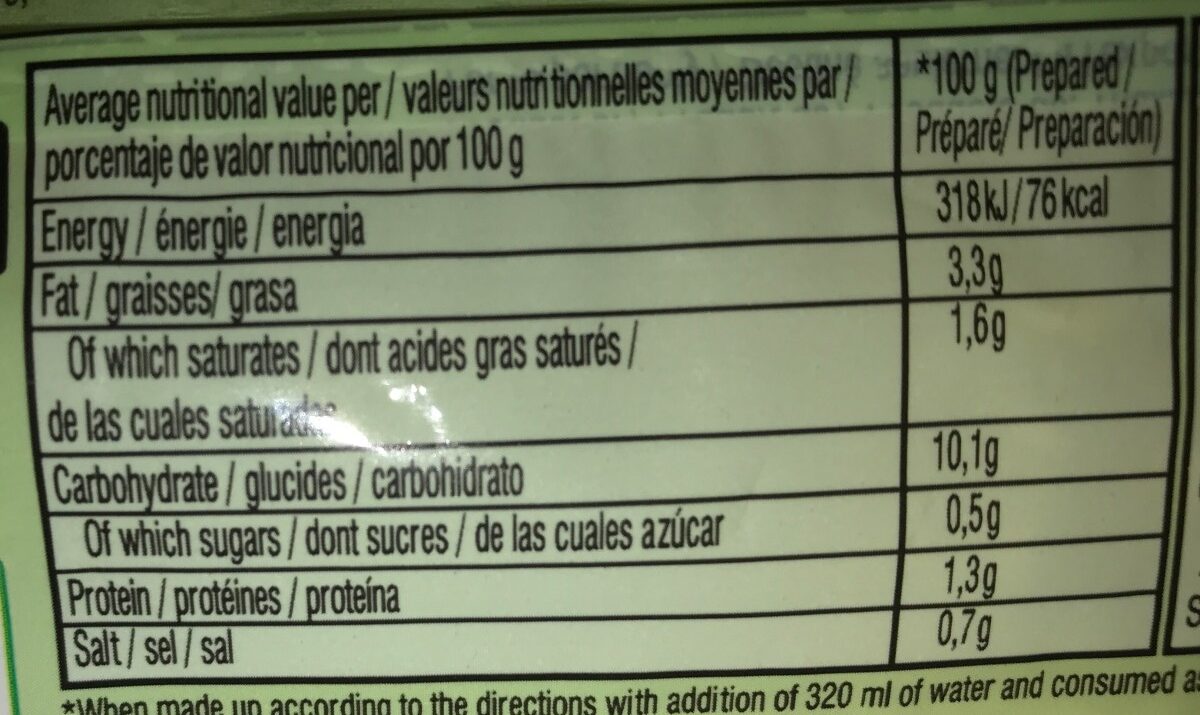 Average nutritional value per / valeurs nutritionnelles moyennes par /
porcentaje de valor nutricional por 100 g
*100 g (Prepared /
Préparé/ Preparación)
Energy / énergie / energia
318 kJ / 76 kcal
Fat / graisses/ grasa
3,3g
Of which saturates / dont acides gras saturés /
de las cuales saturadas
1,6g
Carbohydrate / glucides / carbohidrato
10,1g
Of which sugars / dont sucres / de las cuales azúcar
0,5g
Protein / protéines / proteína
1,3g
Salt / sel / sal
0,7g
*When made up according to the directions with addition of 320 ml of water and consumed